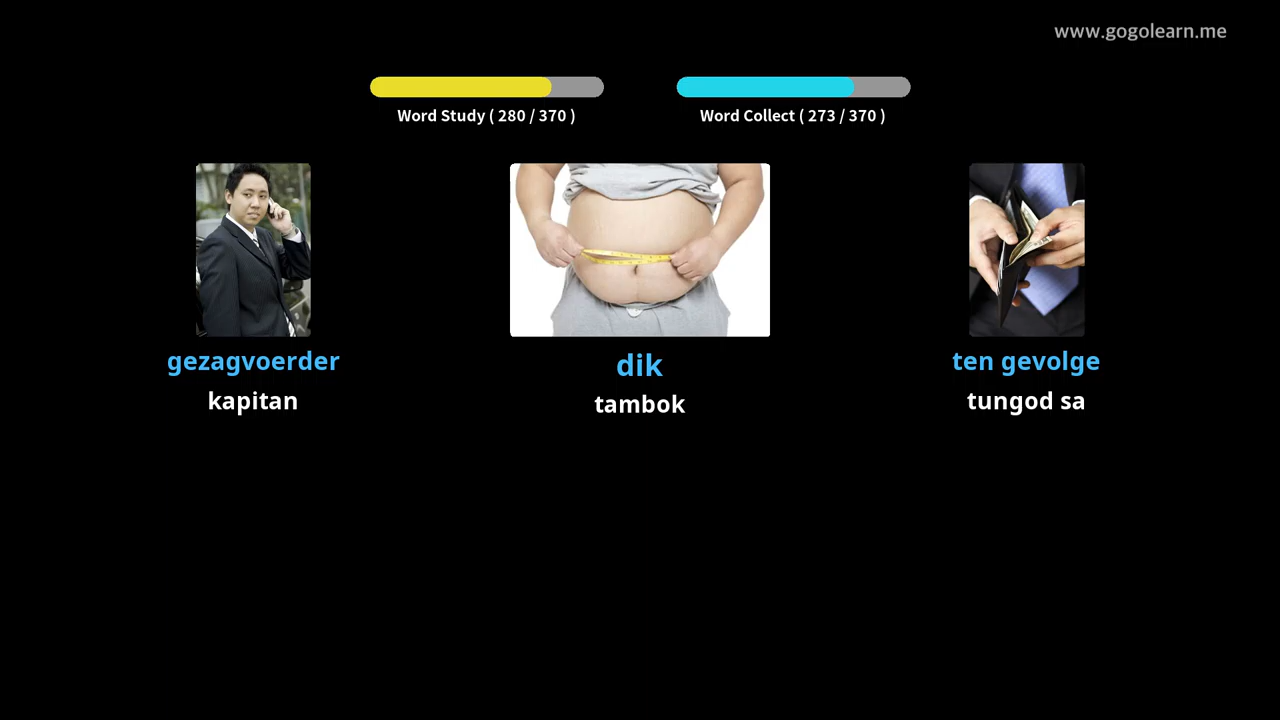 www.gogolearn.me
Word Study ( 280 / 370 )
Word Collect ( 273 / 370 )
gezagvoerder
kapitan
dik
tambok
ten gevolge
tungod sa